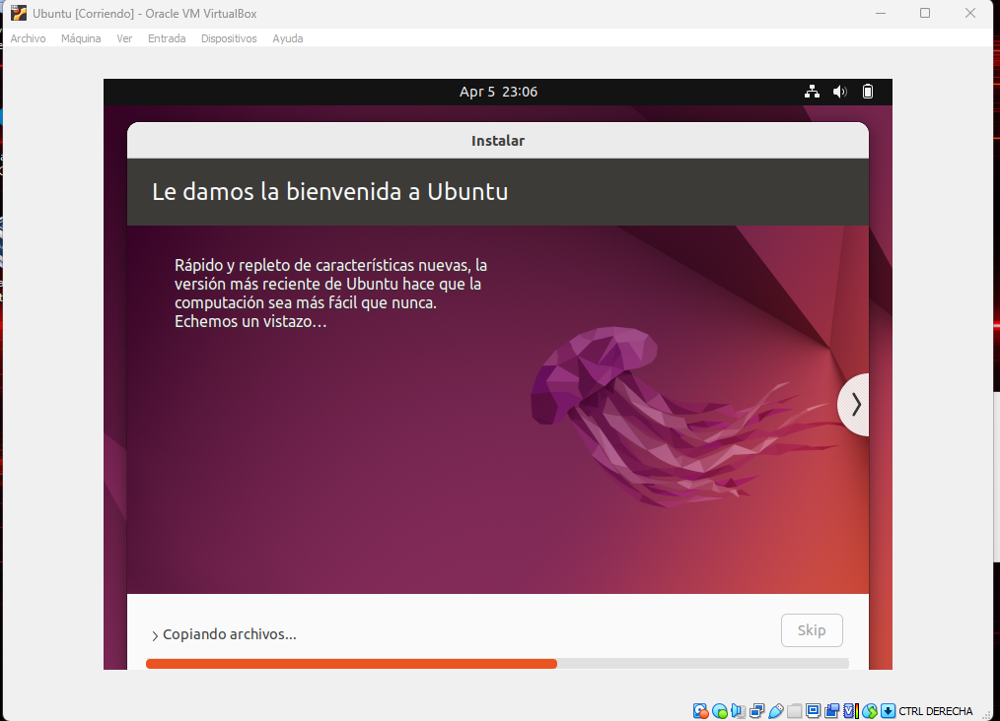 Ubuntu [Corriendo] - Oracle VM VirtualBox
Archivo Máquina Ver Entrada Dispositivos Ayuda
Apr 5 23:06
Instalar
Le damos la bienvenida a Ubuntu
Rápido y repleto de características nuevas, la
versión más reciente de Ubuntu hace que la
computación sea más fácil que nunca.
Echemos un vistazo…
Copiando archivos...
Skip
CTRL DERECHA